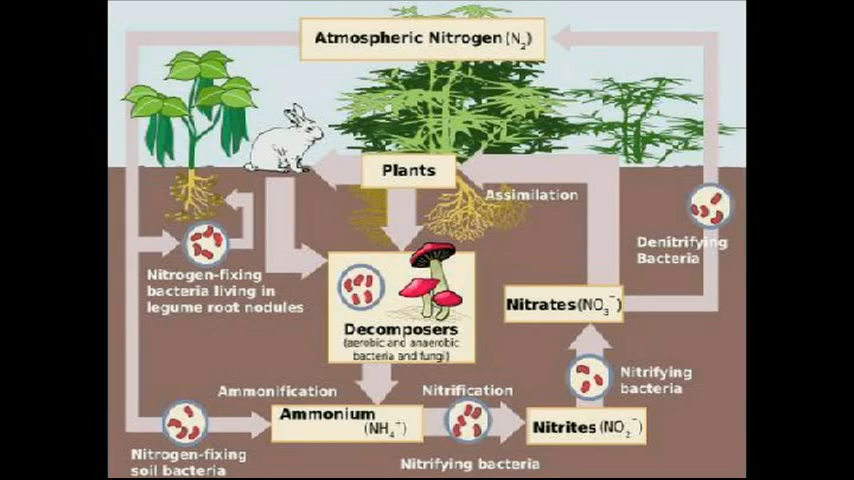 Atmospheric Nitrogen (N₂)
Plants
Assimilation
Denitrifying
Bacteria
Nitrogen-fixing
bacteria living in
legume root nodules
Nitrates (NO₃⁻)
Decomposers
(aerobic and anaerobic
bacteria and fungi)
Nitrifying
bacteria
Ammonification
Nitrification
Ammonium
(NH₄⁻)
Nitrites (NO₂⁻)
Nitrogen-fixing
soil bacteria
Nitrifying bacteria